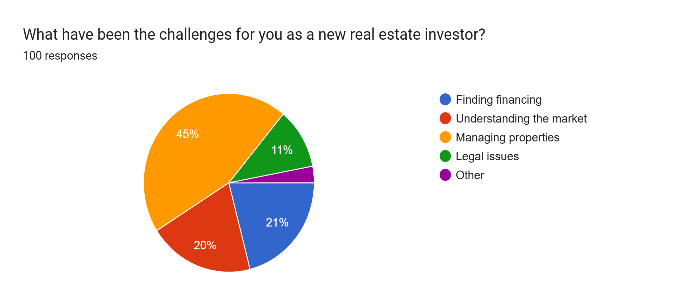 What have been the challenges for you as a new real estate investor?
100 responses
45%
11%
21%
20%
Finding financing
Understanding the market
Managing properties
Legal issues
Other